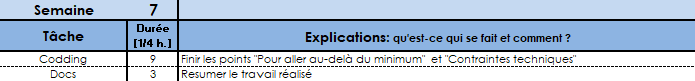 Semaine 7
Tâche Durée [1/4 h.] Explications: qu'est-ce qui se fait et comment ?
Codding 9 Finir les points "Pour aller au-delà du minimum" et "Contraintes techniques"
Docs 3 Resumer le travail réalisé